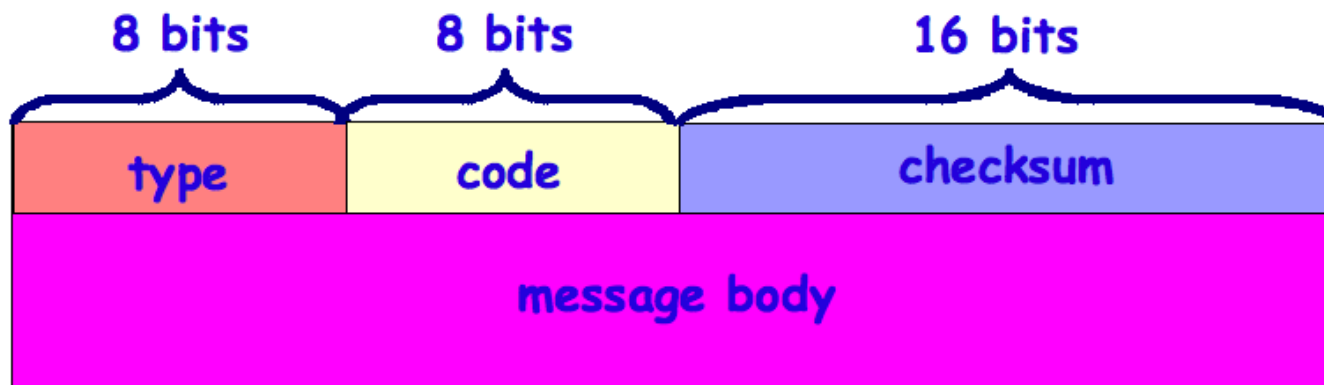 8 bits 8 bits 16 bits
type code checksum
message body